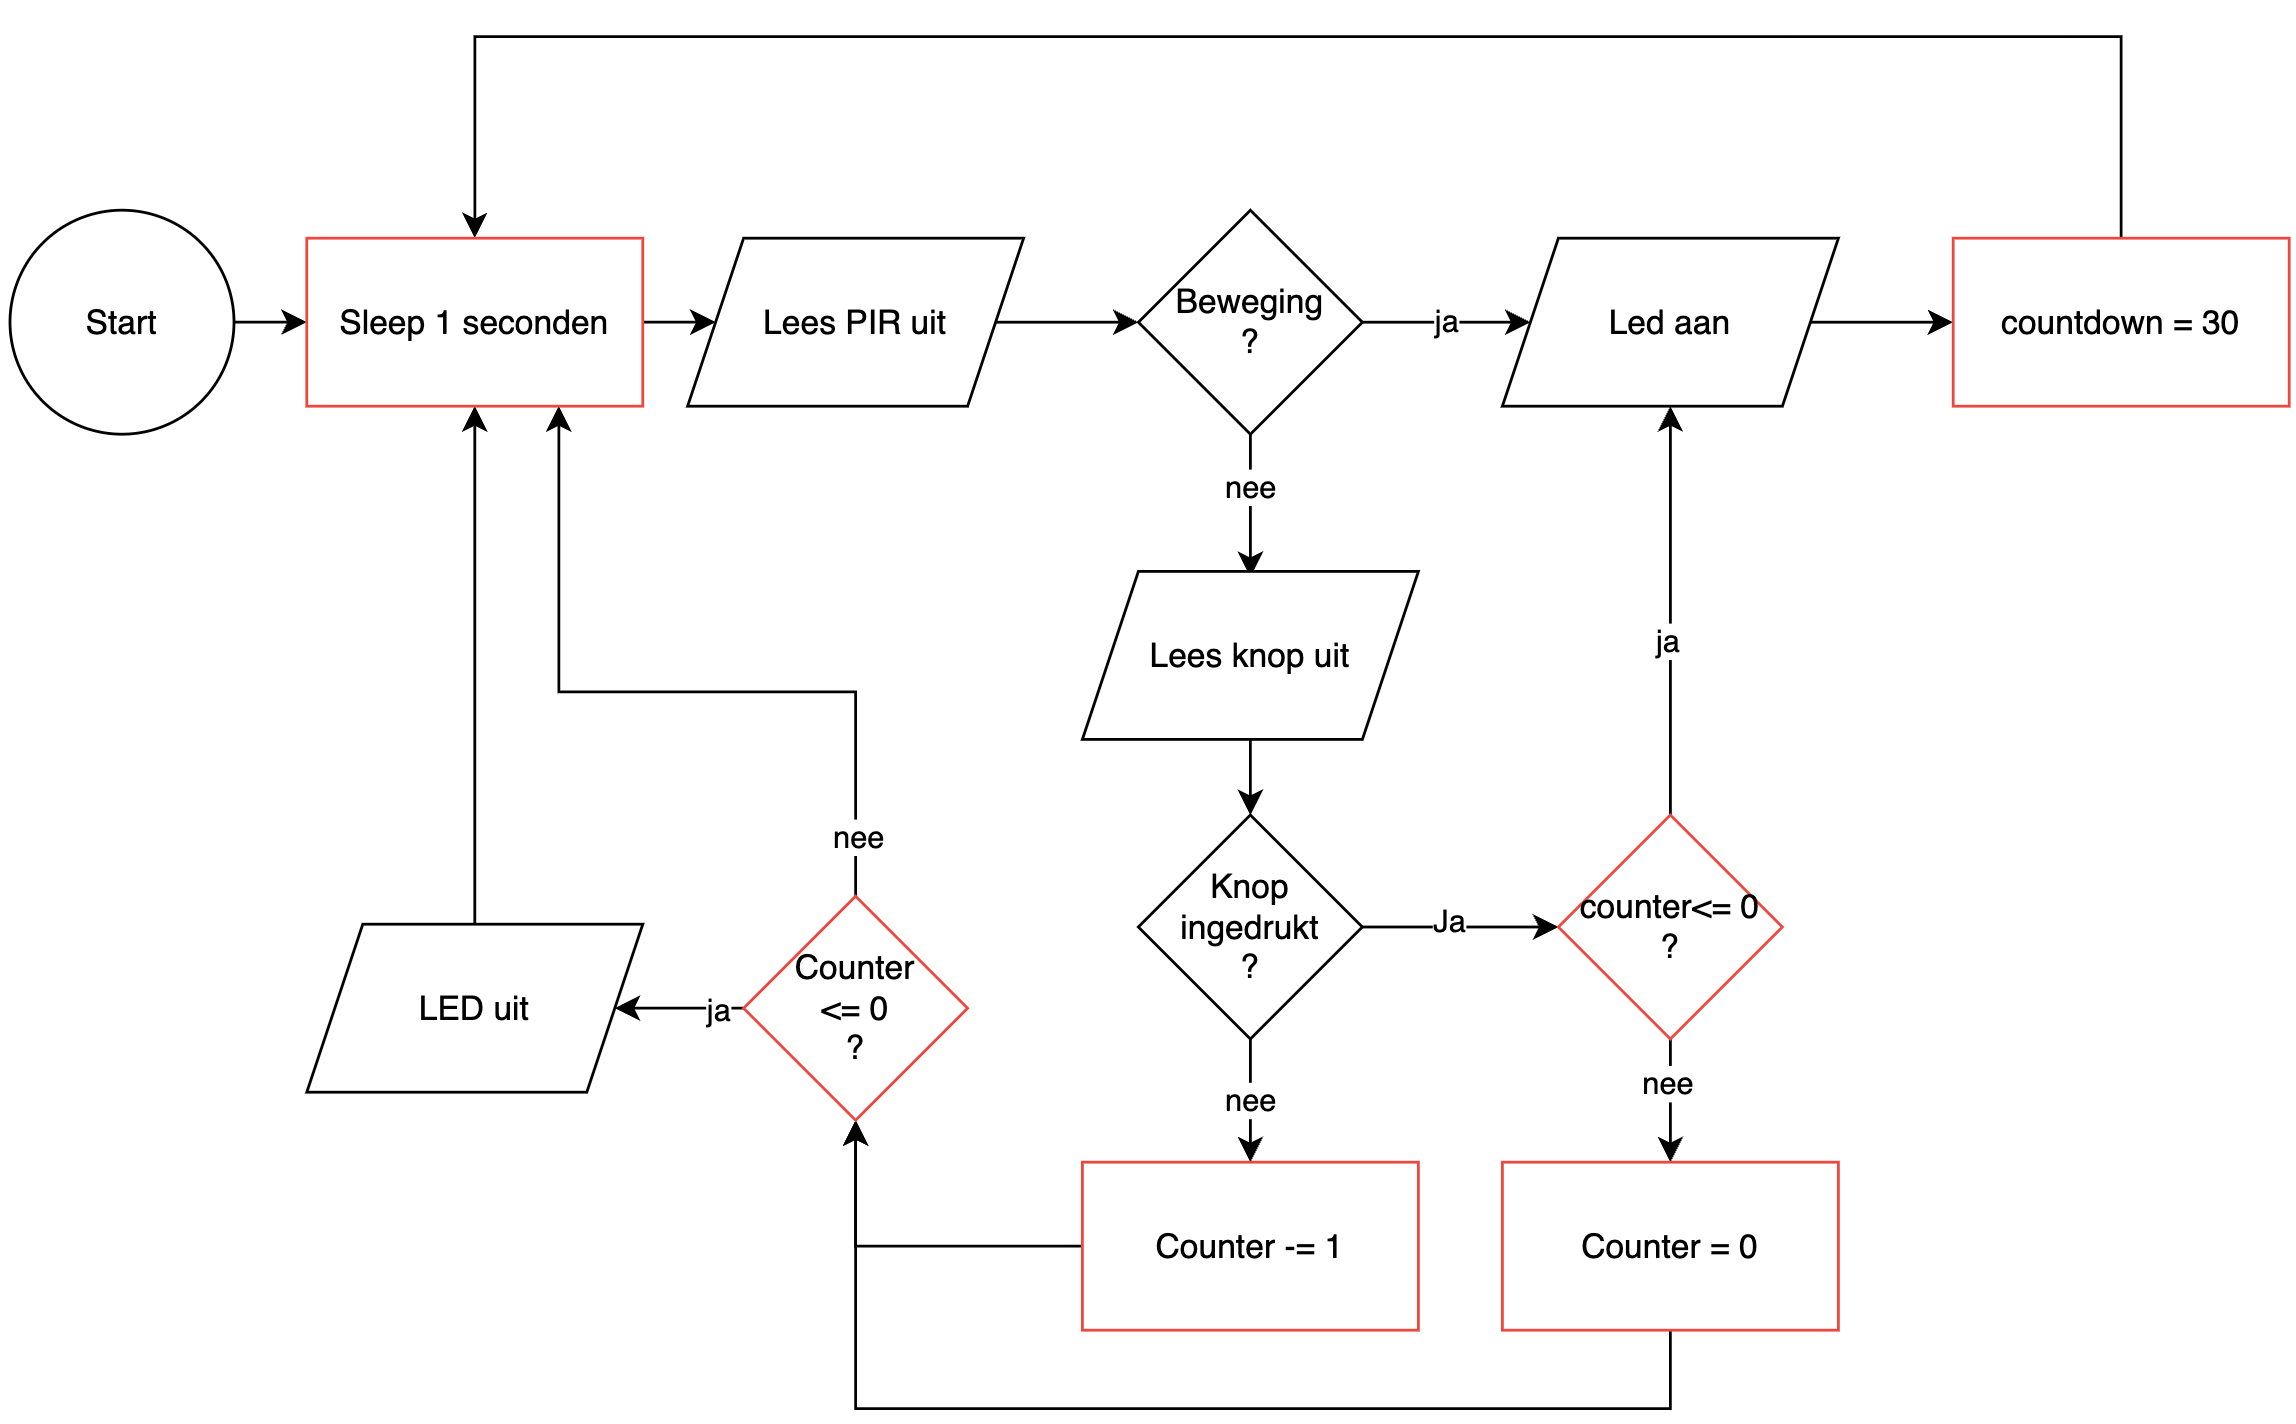 Start
Sleep 1 seconden
Lees PIR uit
Beweging
?
ja
Led aan
countdown = 30
nee
Lees knop uit
ja
nee
Knop
ingedrukt
?
Ja
counter<= 0
?
Counter
<= 0
?
ja
LED uit
nee
nee
Counter -= 1
Counter = 0